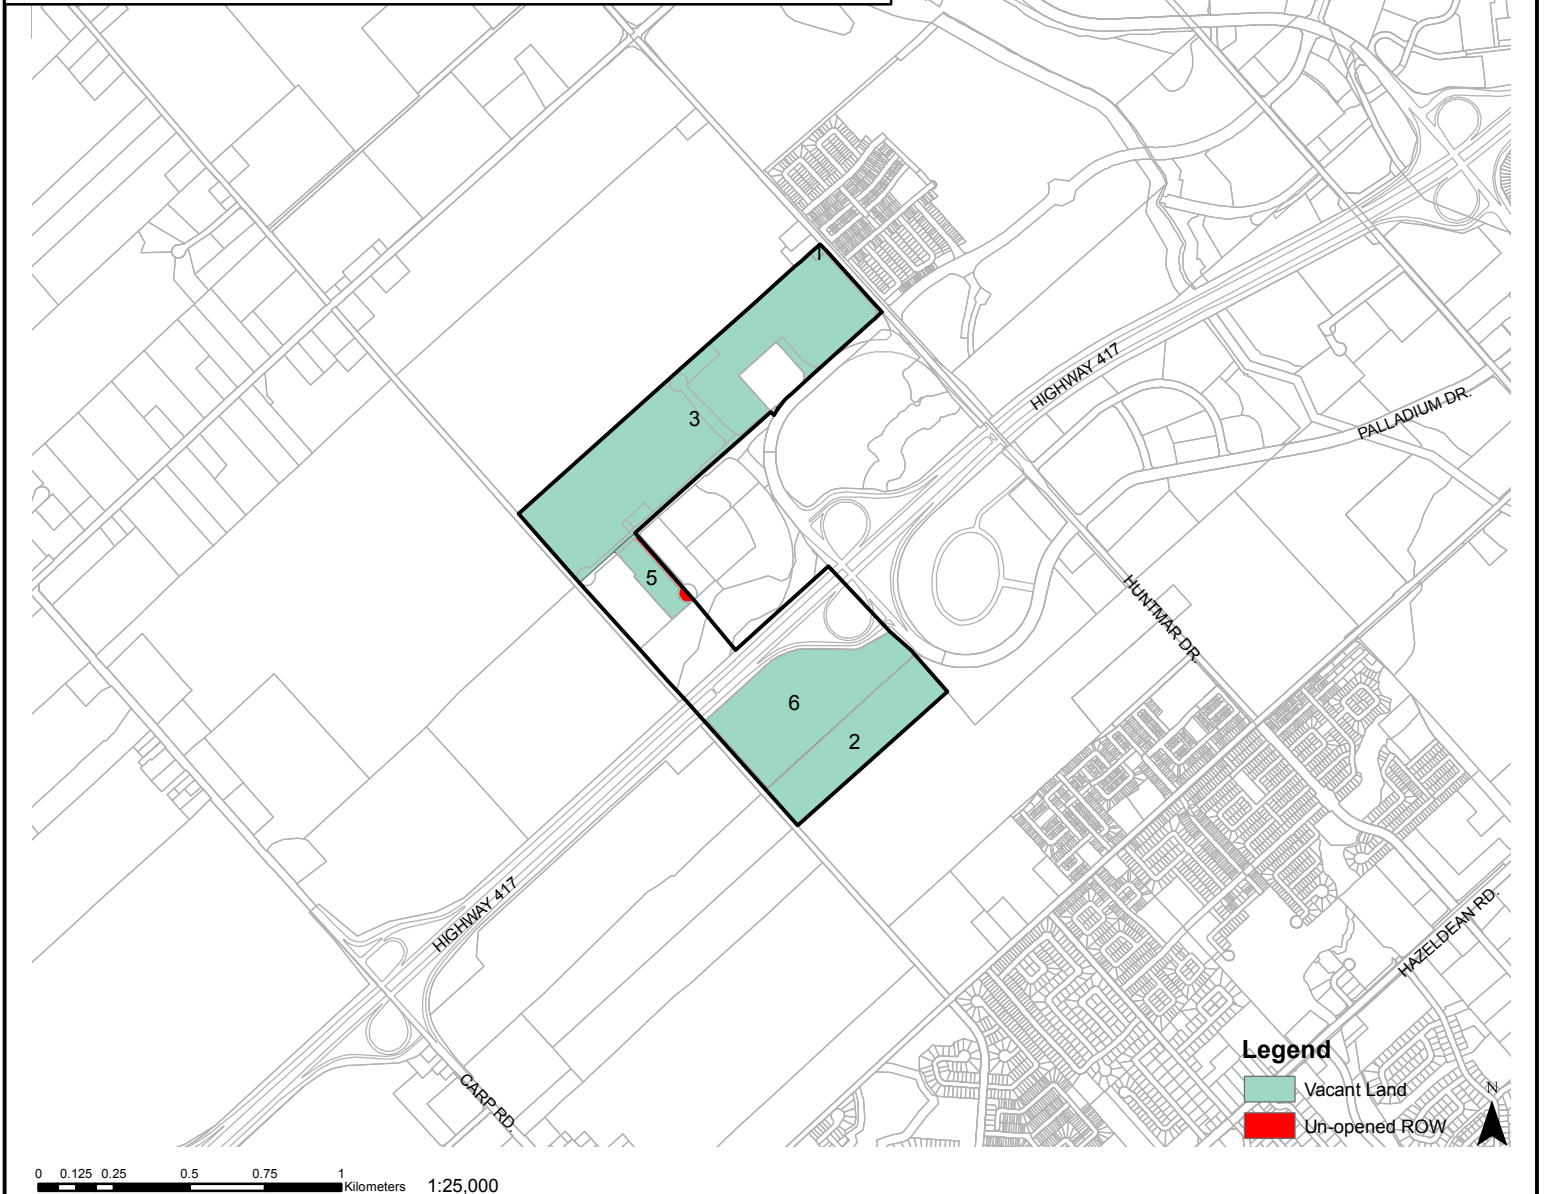 1
HIGHWAY 417
PALLADIUM DR.
3
5
HUNTMAR DR.
6
2
HIGHWAY 417
HAZELDEAN RD.
CARP RD.
Legend
Vacant Land
Un-opened ROW
N
0 0.125 0.25 0.5 0.75 1
Kilometers 1:25,000